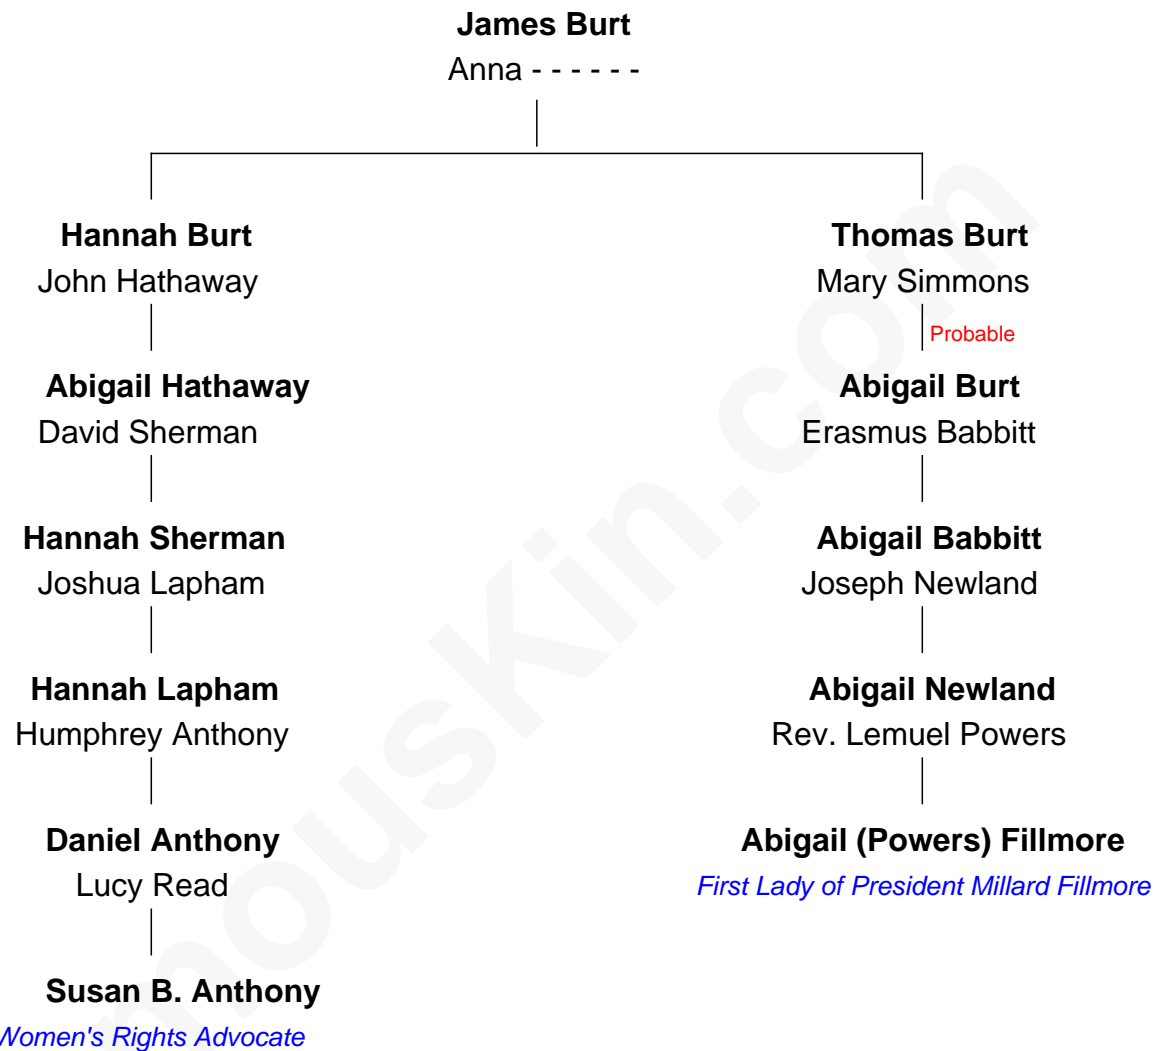 James Burt
Anna - - - - - -
Hannah Burt
John Hathaway
Thomas Burt
Mary Simmons
Probable
Abigail Hathaway
David Sherman
Abigail Burt
Erasmus Babbitt
Hannah Sherman
Joshua Lapham
Abigail Babbitt
Joseph Newland
Hannah Lapham
Humphrey Anthony
Abigail Newland
Rev. Lemuel Powers
Daniel Anthony
Lucy Read
Abigail (Powers) Fillmore
First Lady of President Millard Fillmore
Susan B. Anthony
Women's Rights Advocate
mousKin.com